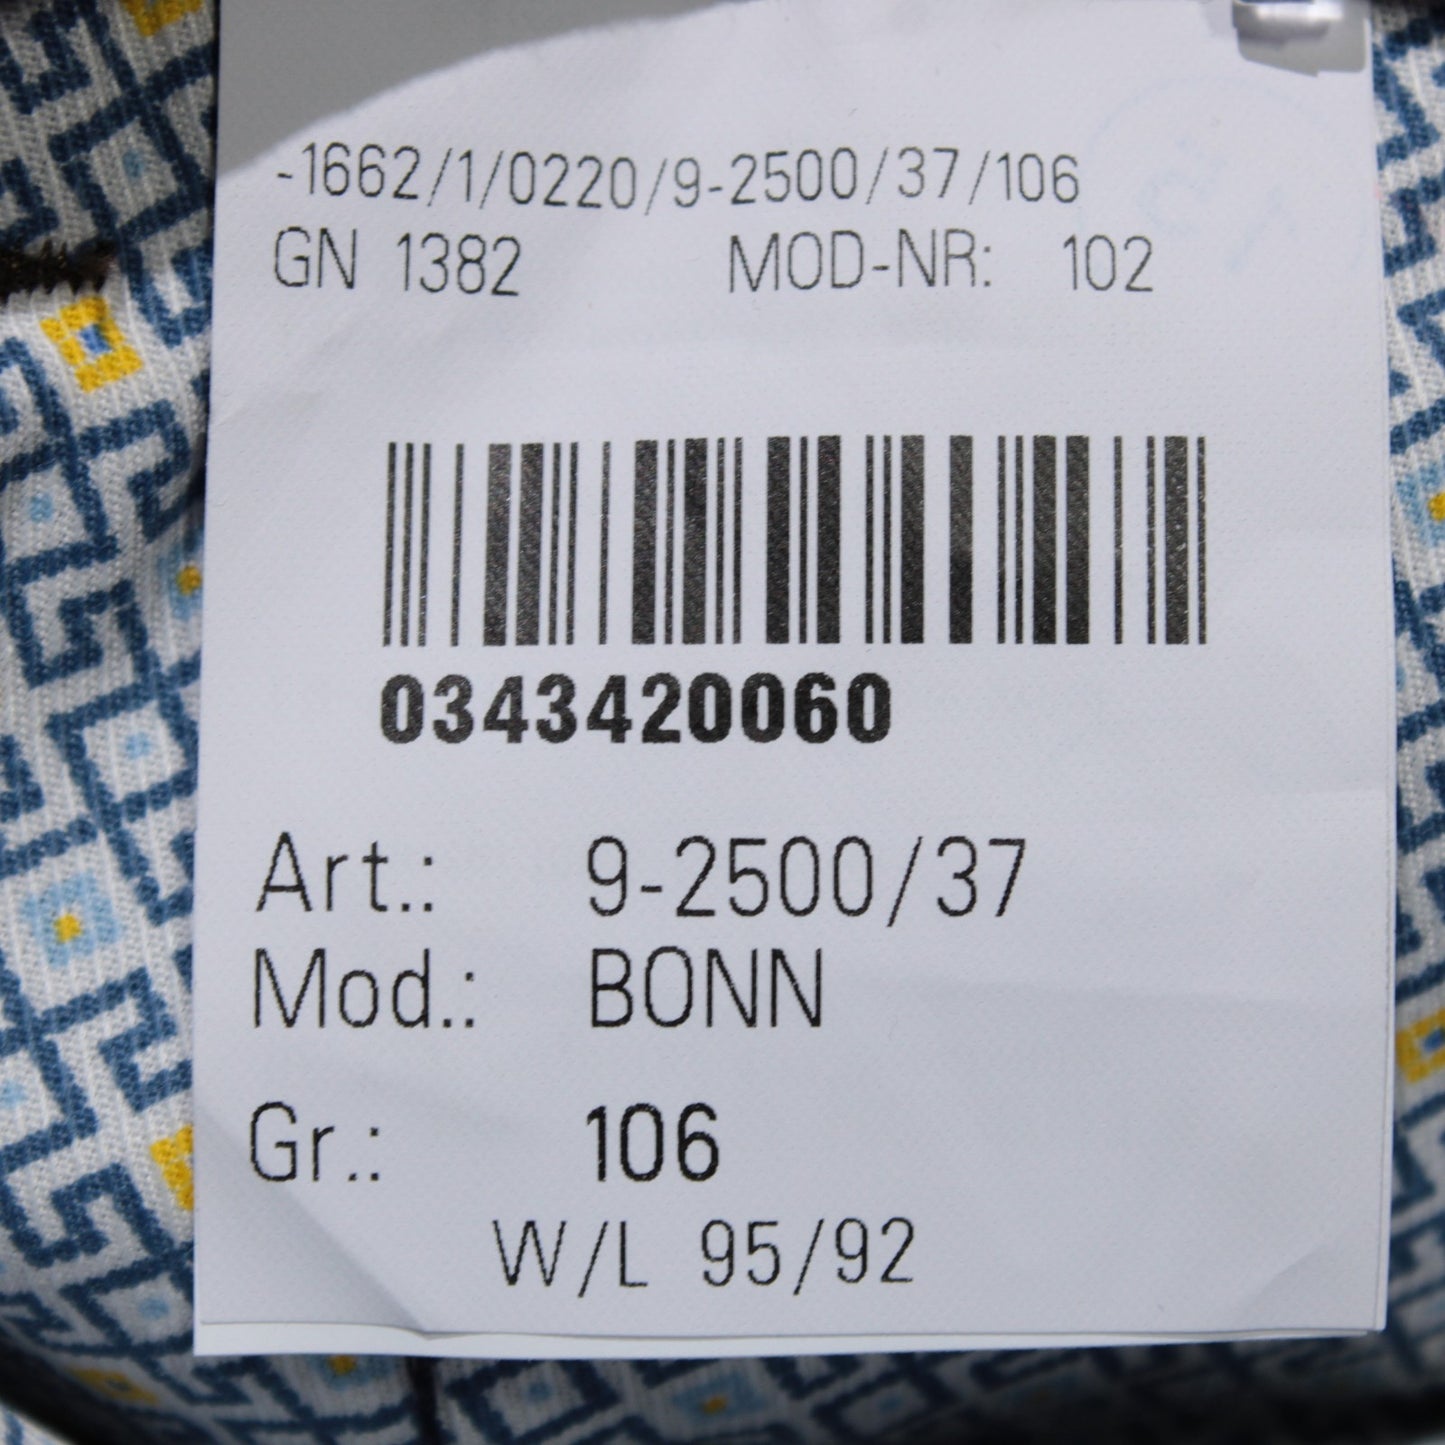 -1662/1/0220/9-2500/37/106
GN 1382 MOD-NR: 102
0343420060
Art.: 9-2500/37
Mod.: BONN
Gr.: 106
W/L 95/92